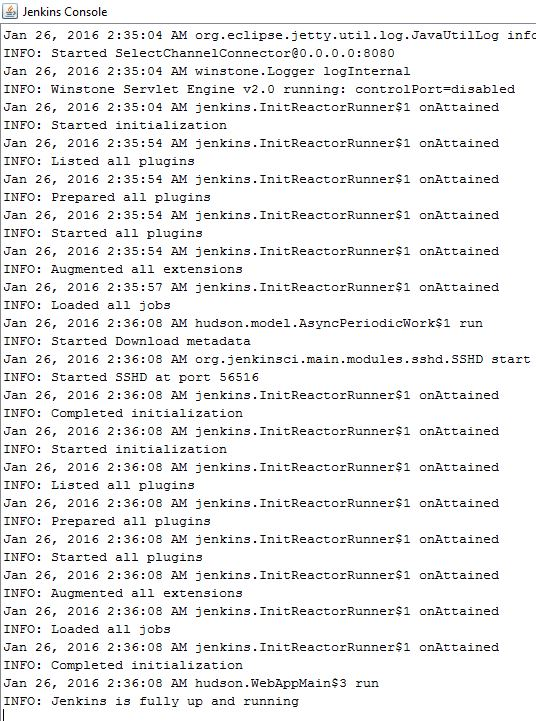 Jenkins Console
Jan 26, 2016 2:35:04 AM org.eclipse.jetty.util.log.JavaUtilLog info
INFO: Started SelectChannelConnector@0.0.0.0:8080
Jan 26, 2016 2:35:04 AM winstone.Logger logInternal
INFO: Winstone Servlet Engine v2.0 running: controlPort=disabled
Jan 26, 2016 2:35:04 AM jenkins.InitReactorRunner$1 onAttained
INFO: Started initialization
Jan 26, 2016 2:35:54 AM jenkins.InitReactorRunner$1 onAttained
INFO: Listed all plugins
Jan 26, 2016 2:35:54 AM jenkins.InitReactorRunner$1 onAttained
INFO: Prepared all plugins
Jan 26, 2016 2:35:54 AM jenkins.InitReactorRunner$1 onAttained
INFO: Started all plugins
Jan 26, 2016 2:35:54 AM jenkins.InitReactorRunner$1 onAttained
INFO: Augmented all extensions
Jan 26, 2016 2:35:57 AM jenkins.InitReactorRunner$1 onAttained
INFO: Loaded all jobs
Jan 26, 2016 2:36:08 AM hudson.model.AsyncPeriodicWork$1 run
INFO: Started Download metadata
Jan 26, 2016 2:36:08 AM org.jenkinsci.main.modules.sshd.SSHD start
INFO: Started SSHD at port 56516
Jan 26, 2016 2:36:08 AM jenkins.InitReactorRunner$1 onAttained
INFO: Completed initialization
Jan 26, 2016 2:36:08 AM jenkins.InitReactorRunner$1 onAttained
INFO: Started initialization
Jan 26, 2016 2:36:08 AM jenkins.InitReactorRunner$1 onAttained
INFO: Listed all plugins
Jan 26, 2016 2:36:08 AM jenkins.InitReactorRunner$1 onAttained
INFO: Prepared all plugins
Jan 26, 2016 2:36:08 AM jenkins.InitReactorRunner$1 onAttained
INFO: Started all plugins
Jan 26, 2016 2:36:08 AM jenkins.InitReactorRunner$1 onAttained
INFO: Augmented all extensions
Jan 26, 2016 2:36:08 AM jenkins.InitReactorRunner$1 onAttained
INFO: Loaded all jobs
Jan 26, 2016 2:36:08 AM jenkins.InitReactorRunner$1 onAttained
INFO: Completed initialization
Jan 26, 2016 2:36:08 AM hudson.WebAppMain$3 run
INFO: Jenkins is fully up and running